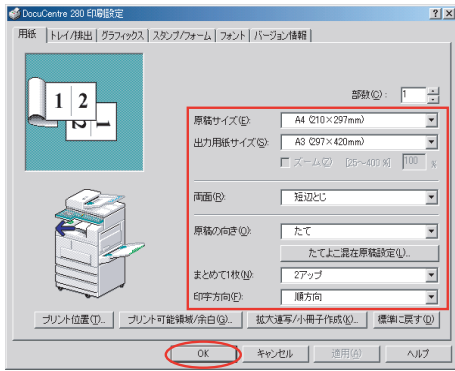 DocuCentre 280 印刷設定
用紙 トレイ/排出 グラフィックス スタンプ/フォーム フォント バージョン情報
1 2
部数(C): 1
原稿サイズ(E): A4 (210×297mm)
出力用紙サイズ(S): A3 (297×420mm)
ズーム(Z) [25～400 %] 100 %
両面(R): 短辺とじ
原稿の向き(O): たて
たてよこ混在原稿設定(L)...
まとめて1枚(N): 2アップ
印字方向(F): 順方向
プリント位置(T)... プリント可能領域/余白(G)... 拡大連写/小冊子作成(K)... 標準に戻す(D)
OK キャンセル 適用(A) ヘルプ